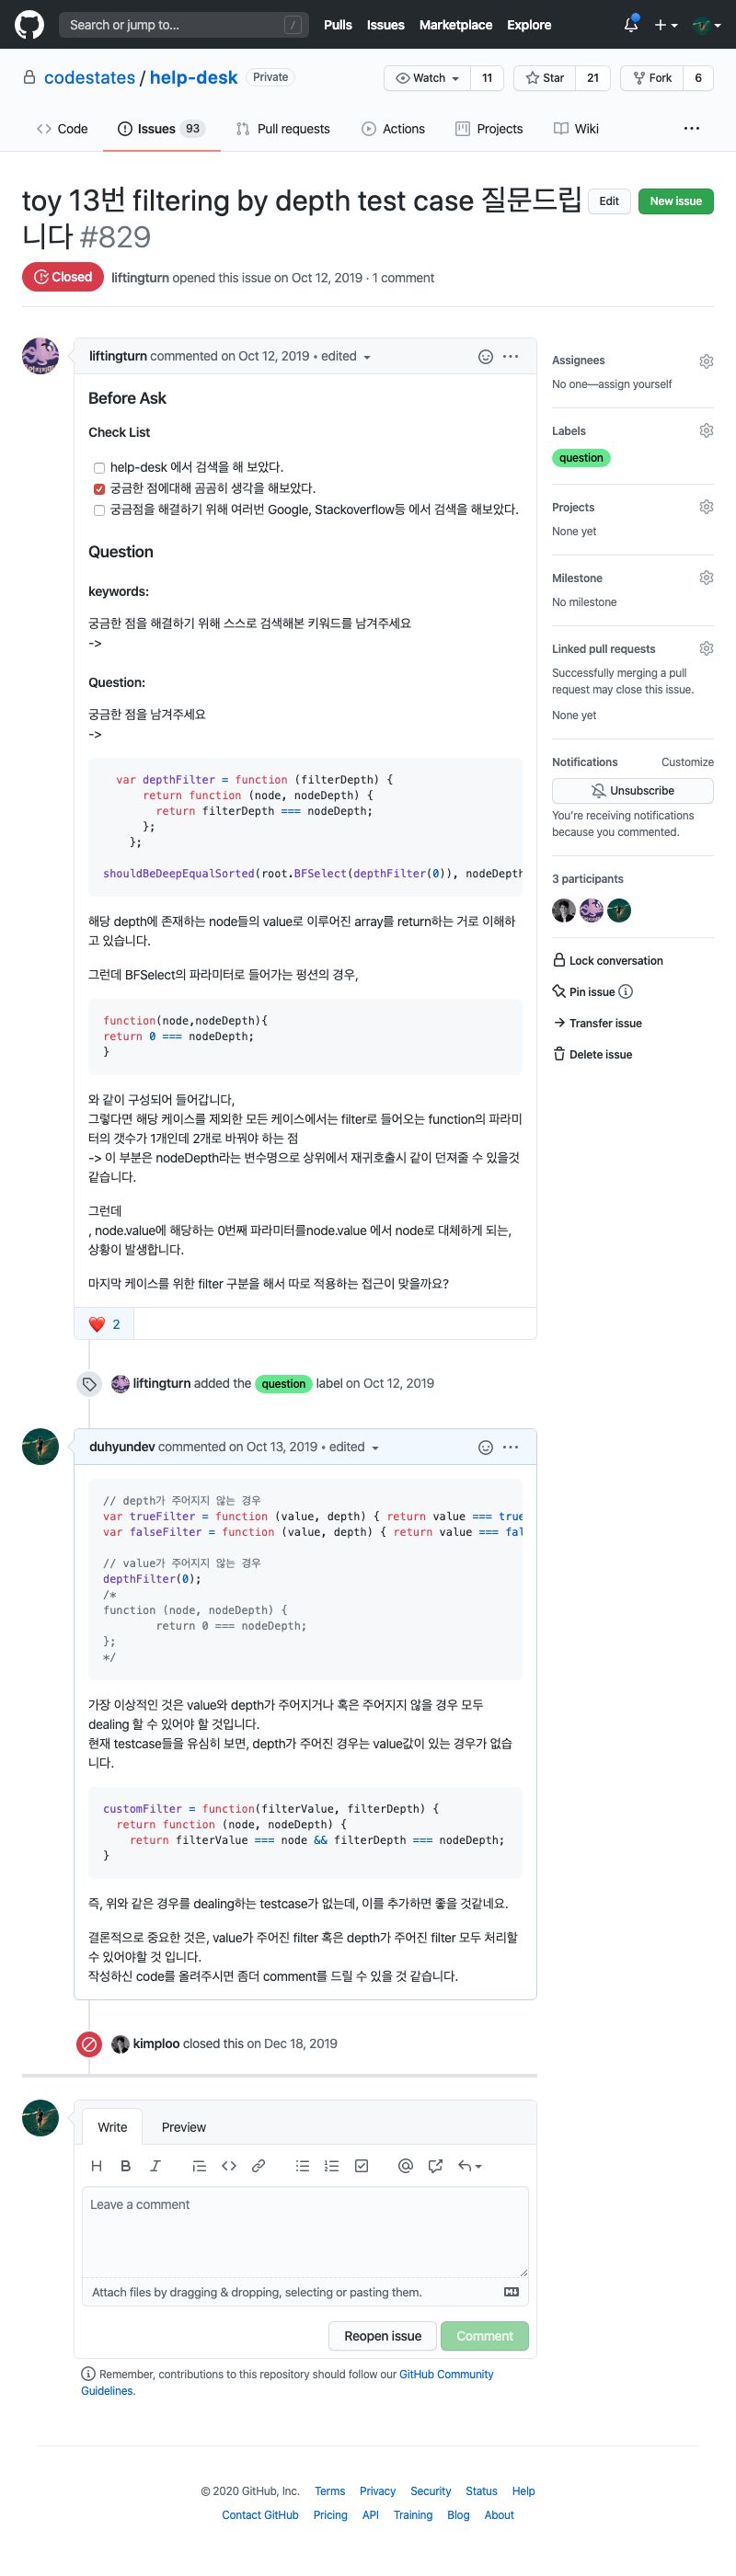 Search or jump to...
/
Pulls Issues Marketplace Explore
codestates / help-desk Private
Watch 11 Star 21 Fork 6
Code Issues 93 Pull requests Actions Projects Wiki
toy 13번 filtering by depth test case 질문드립
니다 #829
Edit New issue
Closed liftingturn opened this issue on Oct 12, 2019 · 1 comment
liftingturn commented on Oct 12, 2019 • edited
Before Ask
Check List
help-desk 에서 검색을 해 보았다.
궁금한 점에대해 곰곰히 생각을 해보았다.
궁금점을 해결하기 위해 여러번 Google, Stackoverflow등 에서 검색을 해보았다.
Question
keywords:
궁금한 점을 해결하기 위해 스스로 검색해본 키워드를 남겨주세요
->
Question:
궁금한 점을 남겨주세요
->
var depthFilter = function (filterDepth) {
return function (node, nodeDepth) {
return filterDepth === nodeDepth;
};
};
shouldBeDeepEqualSorted(root.BFSelect(depthFilter(0)), nodeDepth
해당 depth에 존재하는 node들의 value로 이루어진 array를 return하는 거로 이해하
고 있습니다.
그런데 BFSelect의 파라미터로 들어가는 펑션의 경우,
function(node,nodeDepth){
return 0 === nodeDepth;
}
와 같이 구성되어 들어갑니다,
그렇다면 해당 케이스를 제외한 모든 케이스에서는 filter로 들어오는 function의 파라미
터의 갯수가 1개인데 2개로 바꿔야 하는 점
-> 이 부분은 nodeDepth라는 변수명으로 상위에서 재귀호출시 같이 던져줄 수 있을것
같습니다.
그런데
, node.value에 해당하는 0번째 파라미터를node.value 에서 node로 대체하게 되는,
상황이 발생합니다.
마지막 케이스를 위한 filter 구분을 해서 따로 적용하는 접근이 맞을까요?
2
liftingturn added the question label on Oct 12, 2019
duhyundev commented on Oct 13, 2019 • edited
// depth가 주어지지 않는 경우
var trueFilter = function (value, depth) { return value === true
var falseFilter = function (value, depth) { return value === fal
// value가 주어지지 않는 경우
depthFilter(0);
/*
function (node, nodeDepth) {
return 0 === nodeDepth;
};
*/
가장 이상적인 것은 value와 depth가 주어지거나 혹은 주어지지 않을 경우 모두
dealing 할 수 있어야 할 것입니다.
현재 testcase들을 유심히 보면, depth가 주어진 경우는 value값이 있는 경우가 없습
니다.
customFilter = function(filterValue, filterDepth) {
return function (node, nodeDepth) {
return filterValue === node && filterDepth === nodeDepth;
}
즉, 위와 같은 경우를 dealing하는 testcase가 없는데, 이를 추가하면 좋을 것같네요.
결론적으로 중요한 것은, value가 주어진 filter 혹은 depth가 주어진 filter 모두 처리할
수 있어야할 것 입니다.
작성하신 code를 올려주시면 좀더 comment를 드릴 수 있을 것 같습니다.
kimploo closed this on Dec 18, 2019
Write Preview
Leave a comment
Attach files by dragging & dropping, selecting or pasting them.
Reopen issue Comment
Remember, contributions to this repository should follow our GitHub Community
Guidelines.
Assignees
No one—assign yourself
Labels
question
Projects
None yet
Milestone
No milestone
Linked pull requests
Successfully merging a pull
request may close this issue.
None yet
Notifications Customize
Unsubscribe
You're receiving notifications
because you commented.
3 participants
Lock conversation
Pin issue
Transfer issue
Delete issue
© 2020 GitHub, Inc. Terms Privacy Security Status Help
Contact GitHub Pricing API Training Blog About